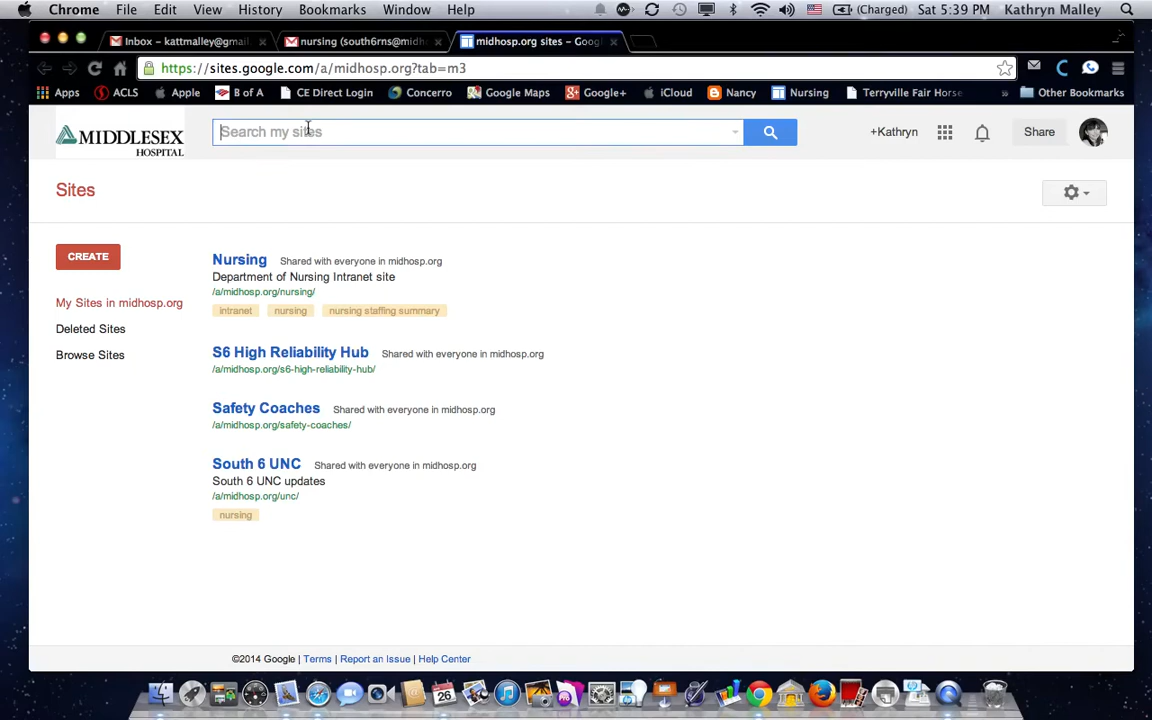 Chrome File Edit View History Bookmarks Window Help (Charged) Sat 5:39 PM Kathryn Malley
Inbox – kattmalley@gmail nursing (south6rns@midh midhosp.org sites – Goog
https://sites.google.com/a/midhosp.org?tab=m3
Apps ACLS Apple B of A CE Direct Login Concerro Google Maps Google+ iCloud Nancy Nursing Terryville Fair Horse » Other Bookmarks
MIDDLESEX HOSPITAL
Search my sites
+Kathryn
Share
Sites
CREATE
My Sites in midhosp.org
Deleted Sites
Browse Sites
Nursing Shared with everyone in midhosp.org
Department of Nursing Intranet site
/a/midhosp.org/nursing/
intranet nursing nursing staffing summary
S6 High Reliability Hub Shared with everyone in midhosp.org
/a/midhosp.org/s6-high-reliability-hub/
Safety Coaches Shared with everyone in midhosp.org
/a/midhosp.org/safety-coaches/
South 6 UNC Shared with everyone in midhosp.org
South 6 UNC updates
/a/midhosp.org/unc/
nursing
©2014 Google | Terms | Report an Issue | Help Center
26